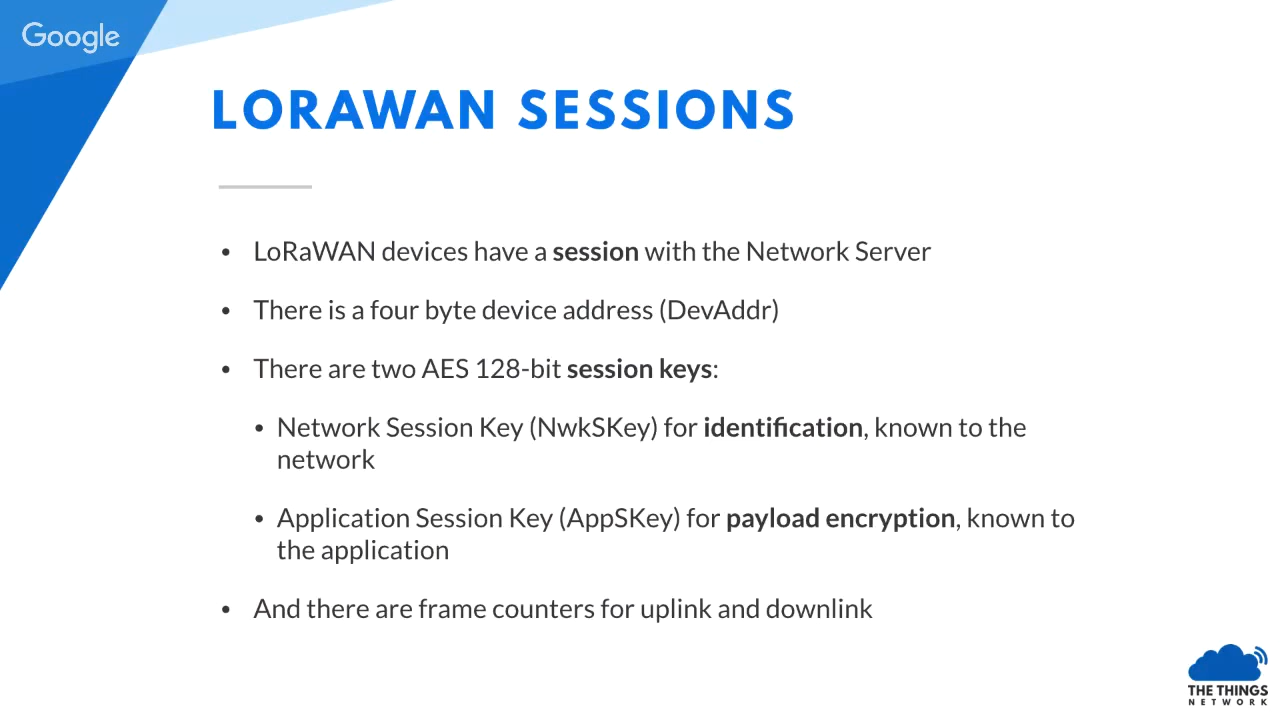 Google
LORAWAN SESSIONS
• LoRaWAN devices have a session with the Network Server
• There is a four byte device address (DevAddr)
• There are two AES 128-bit session keys:
• Network Session Key (NwkSKey) for identification, known to the
network
• Application Session Key (AppSKey) for payload encryption, known to
the application
• And there are frame counters for uplink and downlink
THE THINGS
NETWORK